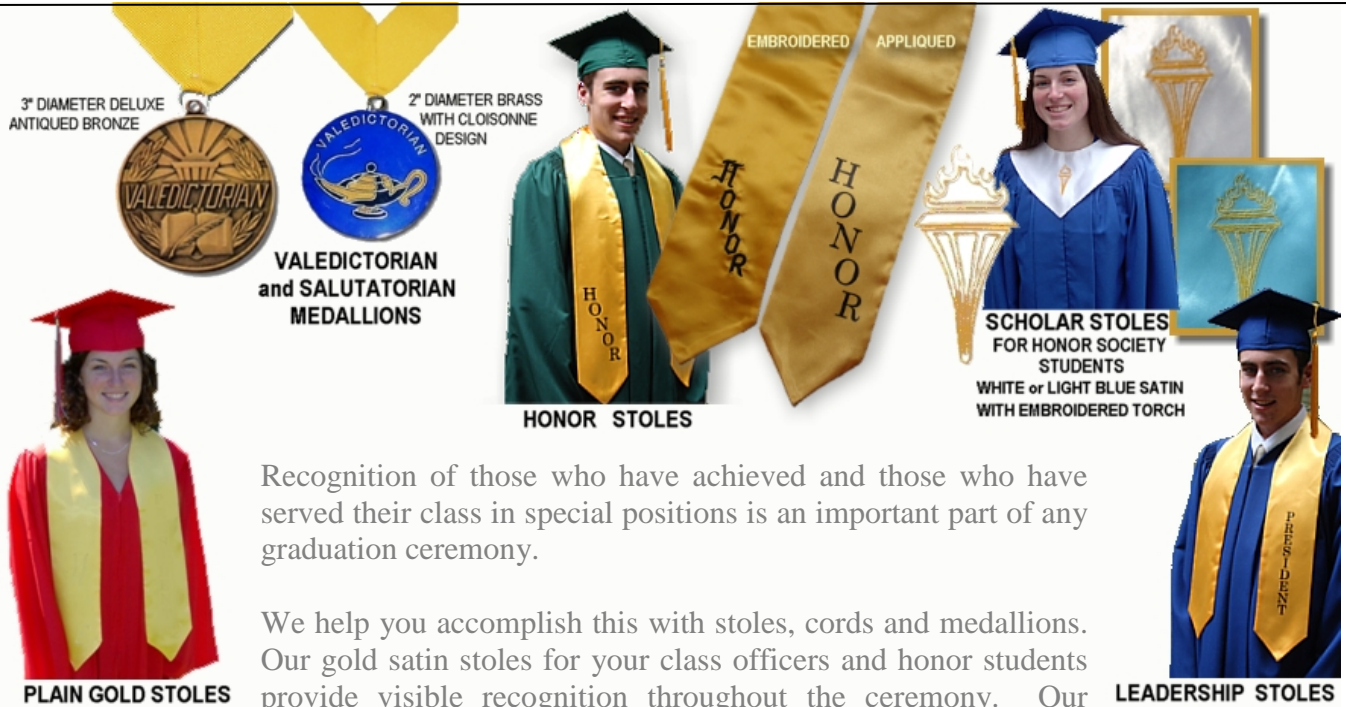 3" DIAMETER DELUXE
ANTIQUED BRONZE
VALEDICTORIAN
VALEDICTORIAN
2" DIAMETER BRASS
WITH CLOISONNE
DESIGN
VALEDICTORIAN
and SALUTATORIAN
MEDALLIONS
HONOR
HONOR STOLES
EMBROIDERED
HONOR
APPLIQUED
HONOR
SCHOLAR STOLES
FOR HONOR SOCIETY
STUDENTS
WHITE or LIGHT BLUE SATIN
WITH EMBROIDERED TORCH
PLAIN GOLD STOLES
Recognition of those who have achieved and those who have
served their class in special positions is an important part of any
graduation ceremony.
We help you accomplish this with stoles, cords and medallions.
Our gold satin stoles for your class officers and honor students
provide visible recognition throughout the ceremony. Our
PRESIDENT
LEADERSHIP STOLES